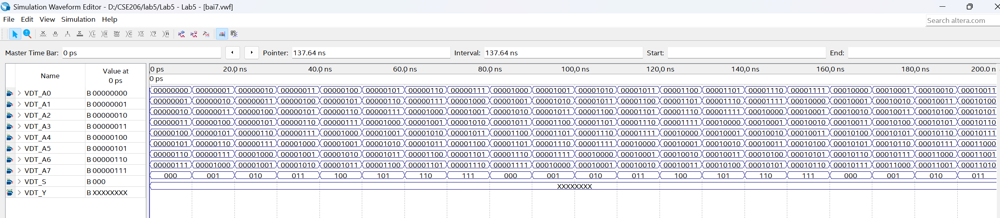 Simulation Waveform Editor - D:/CSE206/lab5/Lab5 - Lab5 - [bai7.vwf]
File Edit View Simulation Help
Search altera.com
Master Time Bar: 0 ps Pointer: 137.64 ns Interval: 137.64 ns Start: End:
Name Value at 0 ps
0 ps 20.0 ns 40.0 ns 60.0 ns 80.0 ns 100.0 ns 120.0 ns 140.0 ns 160.0 ns 180.0 ns 200.0 n
0 ps
VDT_A0 B 00000000 00000000 00000001 00000010 00000011 00000100 00000101 00000110 00000111 00001000 00001001 00001010 00001011 00001100 00001101 00001110 00001111 00010000 00010001 00010010 00010011
VDT_A1 B 00000001 00000001 00000010 00000011 00000100 00000101 00000110 00000111 00001000 00001001 00001010 00001011 00001100 00001101 00001110 00001111 00010000 00010001 00010010 00010011 00010100
VDT_A2 B 00000010 00000010 00000011 00000100 00000101 00000110 00000111 00001000 00001001 00001010 00001011 00001100 00001101 00001110 00001111 00010000 00010001 00010010 00010011 00010100 00010101
VDT_A3 B 00000011 00000011 00000100 00000101 00000110 00000111 00001000 00001001 00001010 00001011 00001100 00001101 00001110 00001111 00010000 00010001 00010010 00010011 00010100 00010101 00010110
VDT_A4 B 00000100 00000100 00000101 00000110 00000111 00001000 00001001 00001010 00001011 00001100 00001101 00001110 00001111 00010000 00010001 00010010 00010011 00010100 00010101 00010110 00010111
VDT_A5 B 00000101 00000101 00000110 00000111 00001000 00001001 00001010 00001011 00001100 00001101 00001110 00001111 00010000 00010001 00010010 00010011 00010100 00010101 00010110 00010111 00011000
VDT_A6 B 00000110 00000110 00000111 00001000 00001001 00001010 00001011 00001100 00001101 00001110 00001111 00010000 00010001 00010010 00010011 00010100 00010101 00010110 00010111 00011000 00011001
VDT_A7 B 00000111 00000111 00001000 00001001 00001010 00001011 00001100 00001101 00001110 00001111 00010000 00010001 00010010 00010011 00010100 00010101 00010110 00010111 00011000 00011001 00011010
VDT_S B 000 000 001 010 011 100 101 110 111 000 001 010 011 100 101 110 111 000 001 010 011
VDT_Y B XXXXXXXX XXXXXXXX